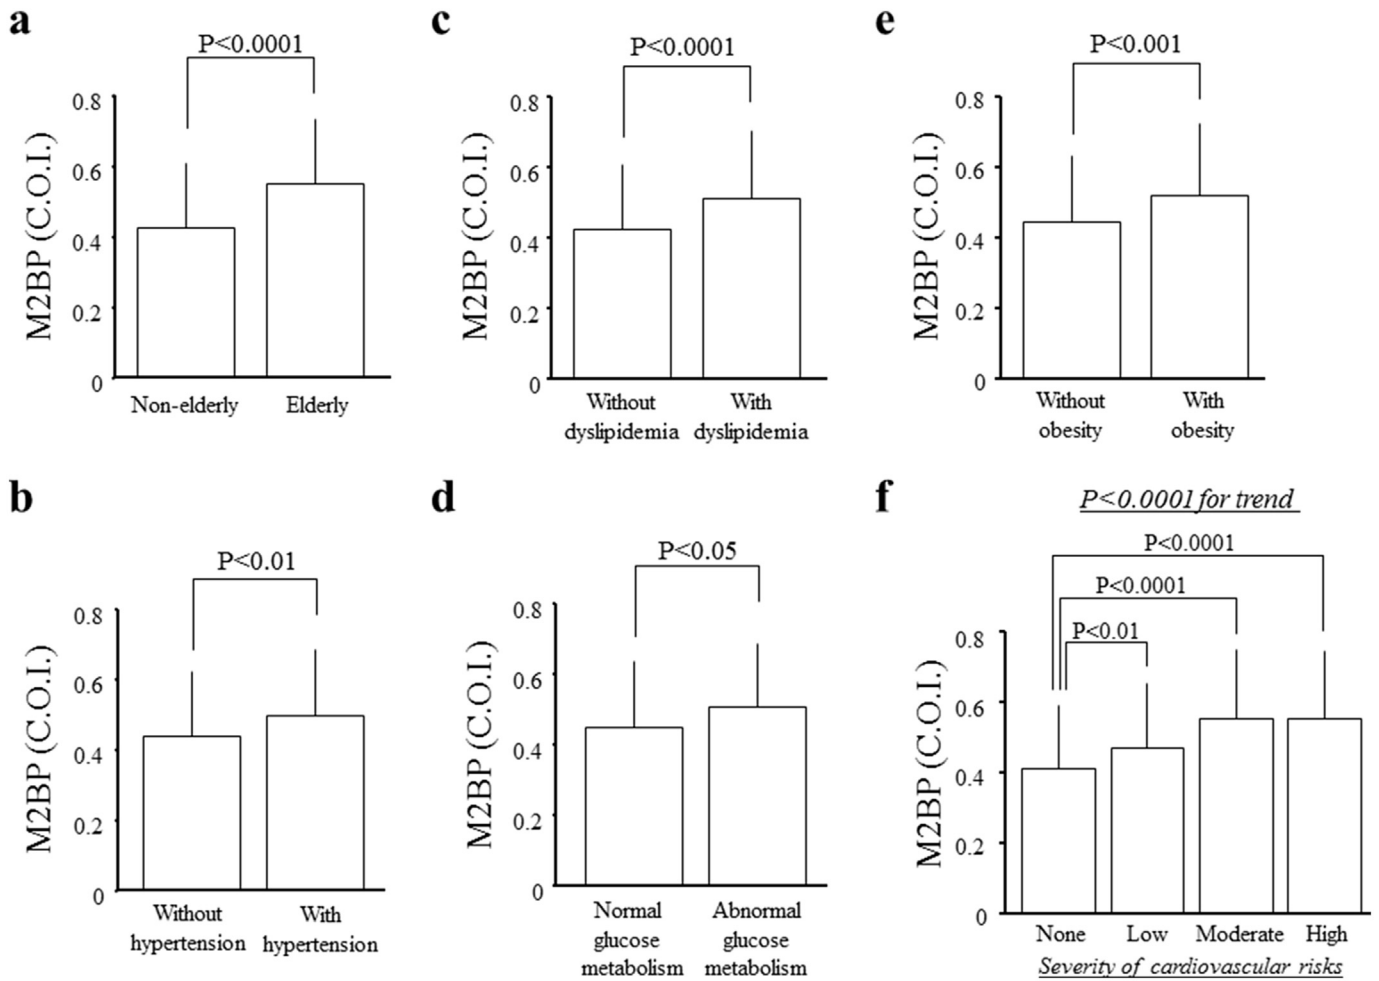 a
P<0.0001
M2BP (C.O.I.)
0.8
0.6
0.4
0.2
0
Non-elderly Elderly
c
P<0.0001
M2BP (C.O.I.)
0.8
0.6
0.4
0.2
0
Without With
dyslipidemia dyslipidemia
e
P<0.001
M2BP (C.O.I.)
0.8
0.6
0.4
0.2
0
Without With
obesity obesity
b
P<0.01
M2BP (C.O.I.)
0.8
0.6
0.4
0.2
0
Without With
hypertension hypertension
d
P<0.05
M2BP (C.O.I.)
0.8
0.6
0.4
0.2
0
Normal Abnormal
glucose glucose
metabolism metabolism
f
P<0.0001 for trend
P<0.0001
P<0.0001
P<0.01
M2BP (C.O.I.)
0.8
0.6
0.4
0.2
0
None Low Moderate High
Severity of cardiovascular risks